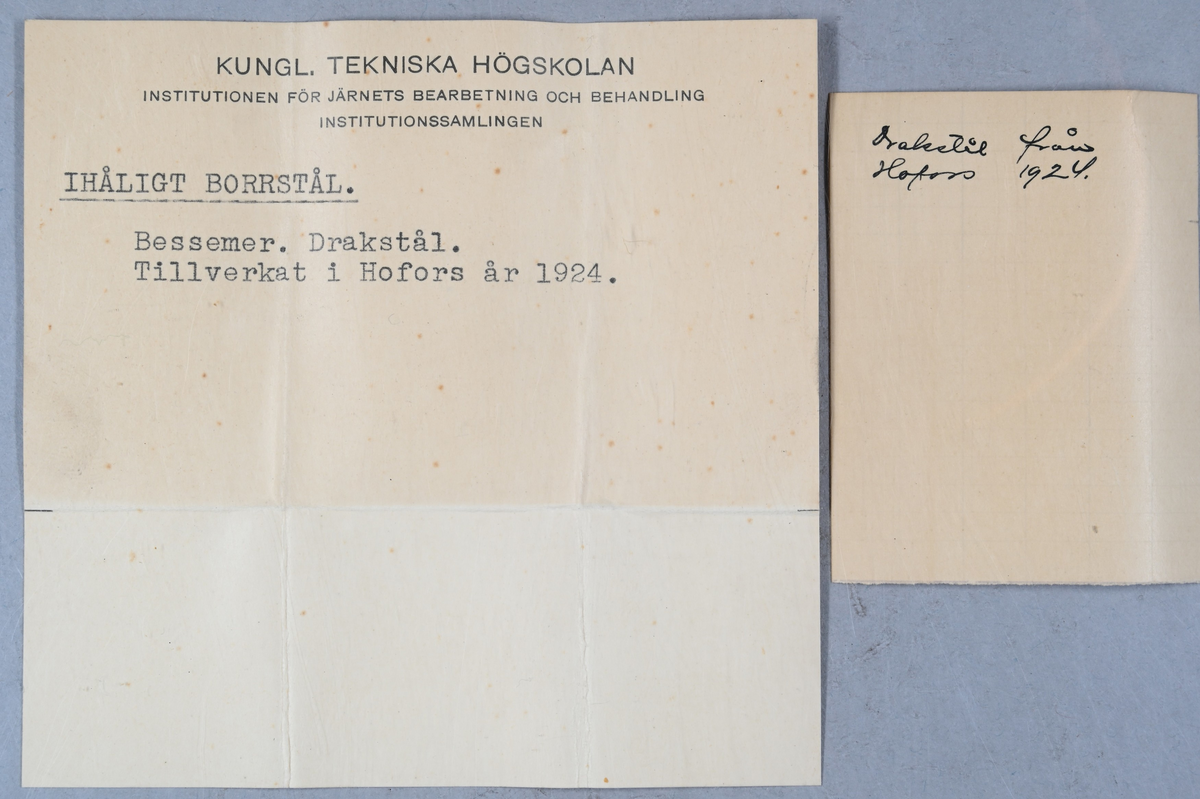 KUNGL. TEKNISKA HÖGSKOLAN
INSTITUTIONEN FÖR JÄRNETS BEARBETNING OCH BEHANDLING
INSTITUTIONSSAMLINGEN
IHÅLIGT BORRSTÅL.
Bessemer. Drakstål.
Tillverkat i Hofors år 1924.
Drakstål från
Hofors 1924.